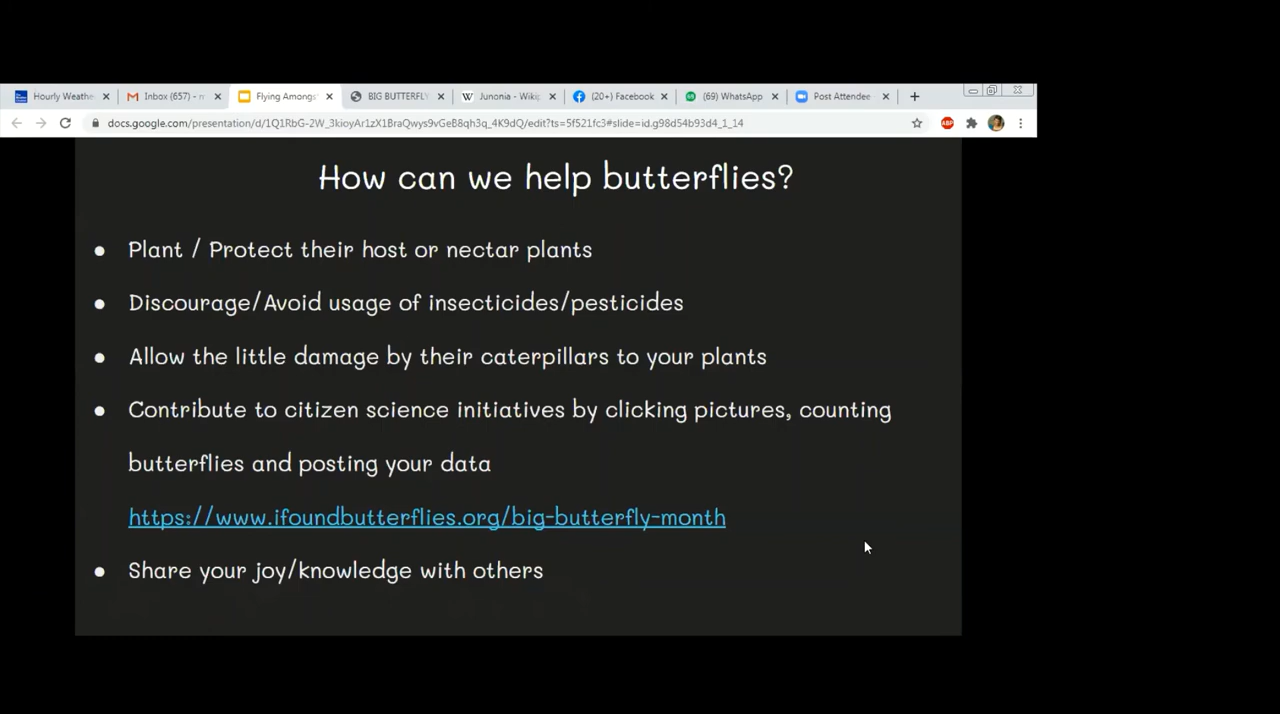 Hourly Weathe
Inbox (657) - m
Flying Amongs
BIG BUTTERFLY
Junonia - Wikip
(20+) Facebook
(69) WhatsApp
Post Attendee
docs.google.com/presentation/d/1Q1RbG-2W_3kioyAr1zX1BraQwys9vGeB8qh3q_4K9dQ/edit?ts=5f521fc3#slide=id.g98d54b93d4_1_14
ABP
How can we help butterflies?
● Plant / Protect their host or nectar plants
● Discourage/Avoid usage of insecticides/pesticides
● Allow the little damage by their caterpillars to your plants
● Contribute to citizen science initiatives by clicking pictures, counting
butterflies and posting your data
https://www.ifoundbutterflies.org/big-butterfly-month
● Share your joy/knowledge with others